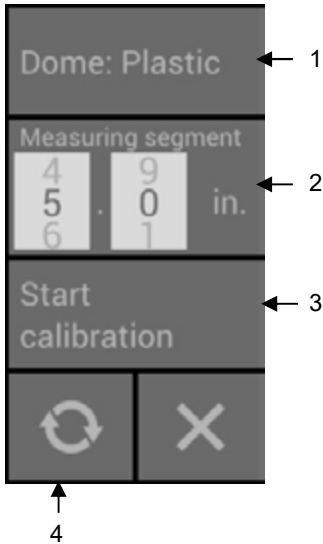 Dome: Plastic
1
Measuring segment
4 9
5 . 0 in.
6 1
2
Start
calibration
3
4